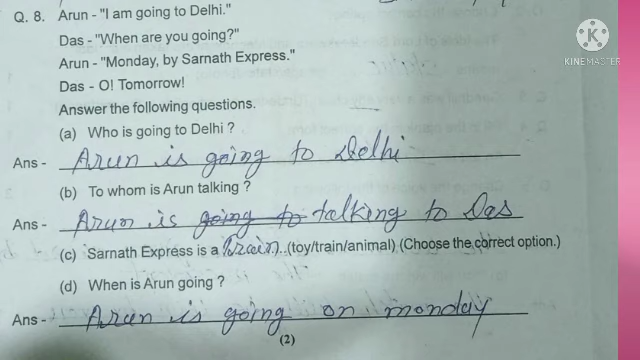 Q. 8. Arun - "I am going to Delhi."
Das - "When are you going?"
Arun - "Monday, by Sarnath Express."
Das - O! Tomorrow!
Answer the following questions.
(a) Who is going to Delhi ?
Ans - Arun is going to Delhi
(b) To whom is Arun talking ?
Ans - Arun is going to talking to Das
(c) Sarnath Express is a train..(toy/train/animal) (Choose the correct option.)
(d) When is Arun going ?
Ans - Arun is going on monday
(2)
KINEMASTER